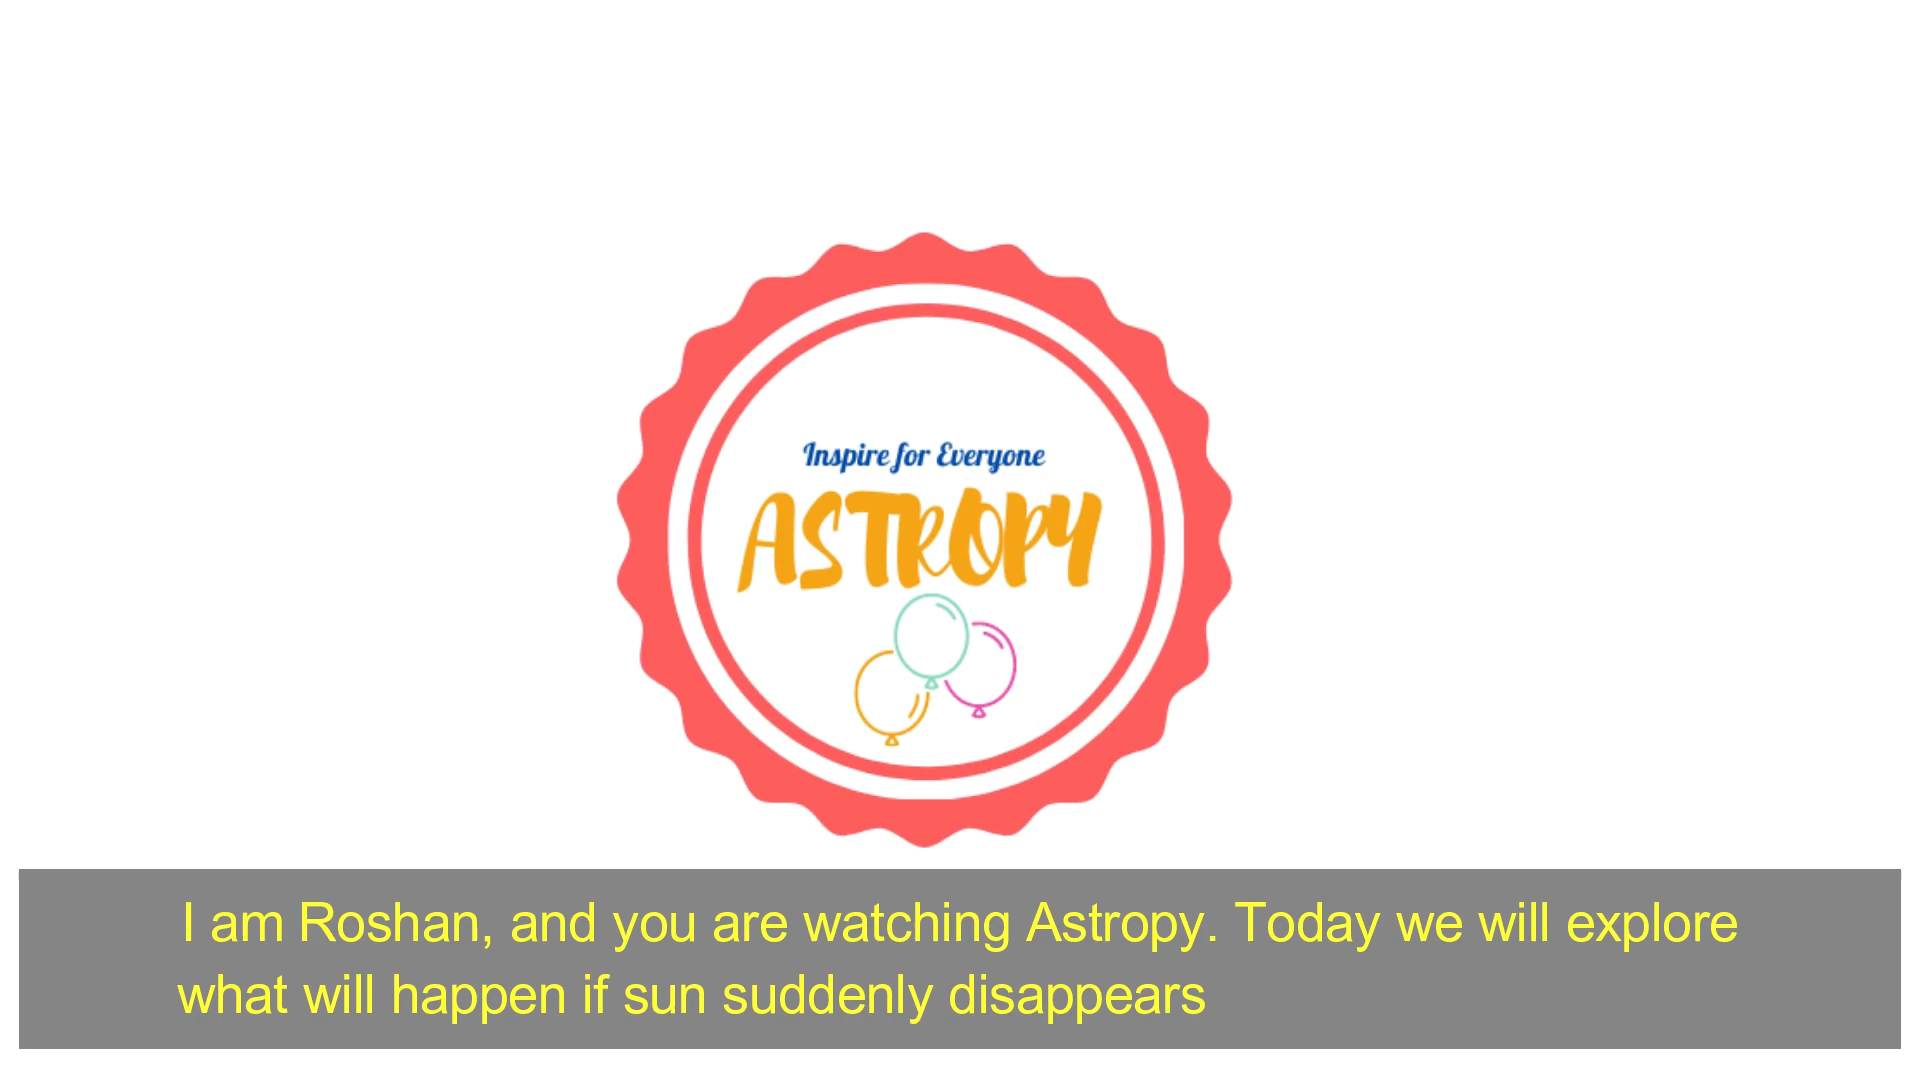 Inspire for Everyone
ASTROPY
I am Roshan, and you are watching Astropy. Today we will explore
what will happen if sun suddenly disappears